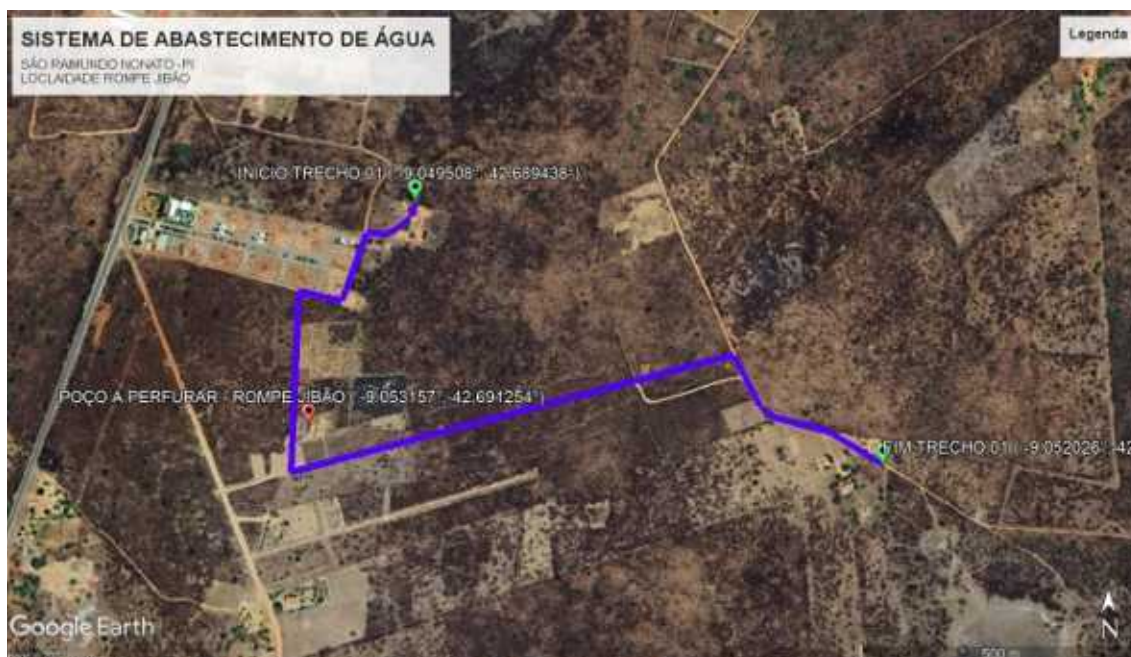 SISTEMA DE ABASTECIMENTO DE ÁGUA
SÃO RAIMUNDO NONATO -PI
LOCLAIDADE ROMPE JIBÃO
Legenda
INICIO TRECHO 01 ( -9.049508°, -42.689438°)
POÇO A PERFURAR - ROMPE JIBÃO ( -9.053157°, -42.691254°)
FIM TRECHO 01 ( -9.052026°, -42
Google Earth
N
500 m